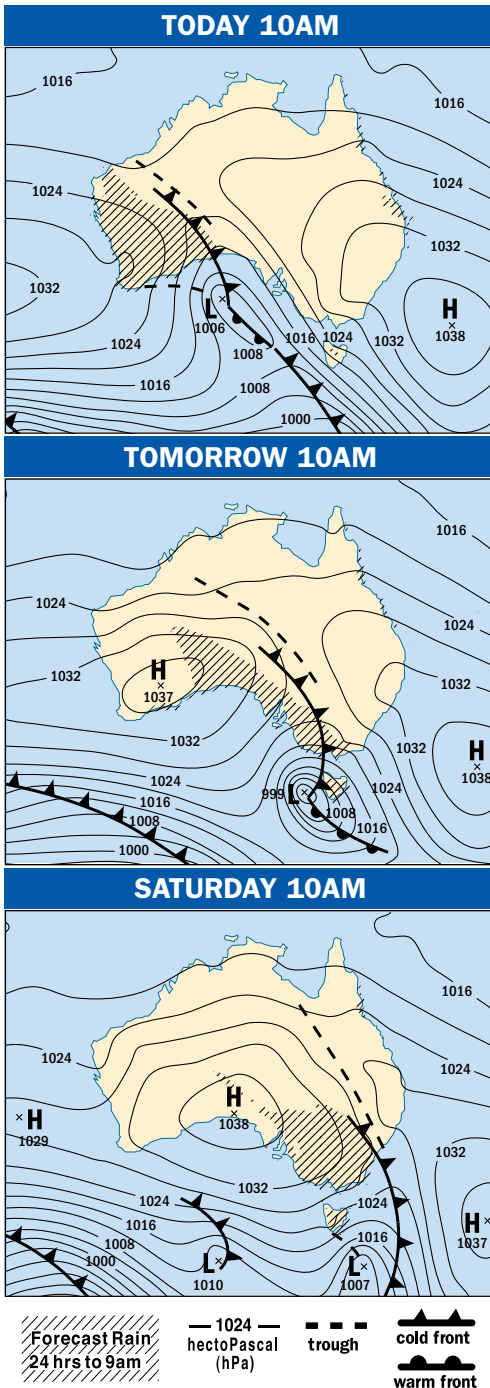 TODAY 10AM
1016
1016
1024
1024
1032
1032
H
1038
L
1006
1016
1024
1032
1024
1008
1016
1008
1000
TOMORROW 10AM
1016
1024
1024
H
1037
1032
1032
1032
H
1038
1024
999
L
1024
1016
1008
1008
1016
1000
SATURDAY 10AM
1016
1024
1024
H
1038
H
1029
1032
1024
1024
1016
1016
H
1037
1008
1000
L
1010
L
1007
Forecast Rain
24 hrs to 9am
1024
hectoPascal
(hPa)
trough
cold front
warm front